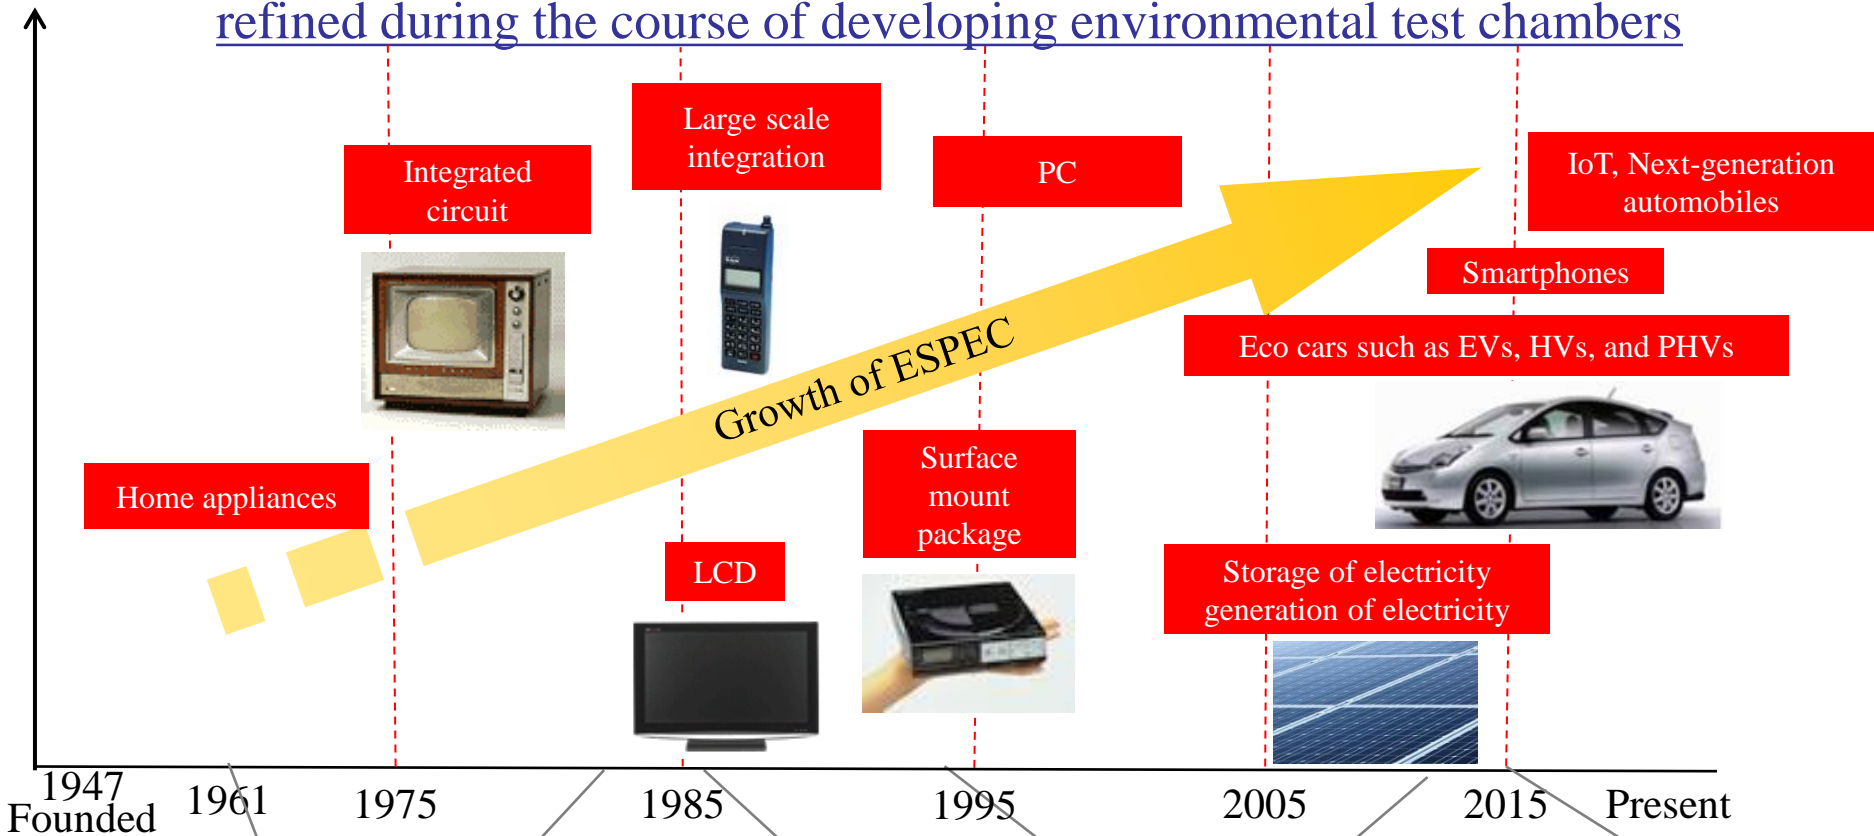 refined during the course of developing environmental test chambers
Large scale
integration
Integrated
circuit
PC
IoT, Next-generation
automobiles
Smartphones
Eco cars such as EVs, HVs, and PHVs
Growth of ESPEC
Home appliances
Surface
mount
package
LCD
Storage of electricity
generation of electricity
1947
Founded
1961
1975
1985
1995
2005
2015
Present